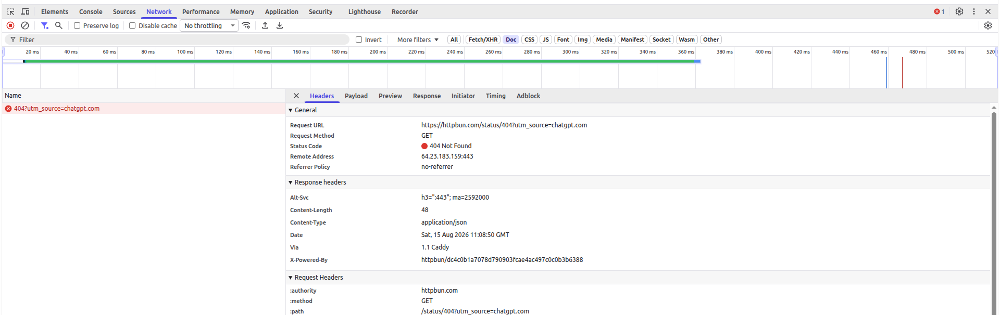 Elements Console Sources Network Performance Memory Application Security Lighthouse Recorder 1
Preserve log Disable cache No throttling
Filter Invert More filters All Fetch/XHR Doc CSS JS Font Img Media Manifest Socket Wasm Other
20 ms 40 ms 60 ms 80 ms 100 ms 120 ms 140 ms 160 ms 180 ms 200 ms 220 ms 240 ms 260 ms 280 ms 300 ms 320 ms 340 ms 360 ms 380 ms 400 ms 420 ms 440 ms 460 ms 480 ms 500 ms 520
Name
404?utm_source=chatgpt.com
Headers Payload Preview Response Initiator Timing Adblock
General
Request URL https://httpbun.com/status/404?utm_source=chatgpt.com
Request Method GET
Status Code 404 Not Found
Remote Address 64.23.183.159:443
Referrer Policy no-referrer
Response headers
Alt-Svc h3=":443"; ma=2592000
Content-Length 48
Content-Type application/json
Date Sat, 15 Aug 2026 11:08:50 GMT
Via 1.1 Caddy
X-Powered-By httpbun/dc4c0b1a7078d790903fcae4ac497c0c0b3b6388
Request Headers
:authority httpbun.com
:method GET
:path /status/404?utm_source=chatgpt.com